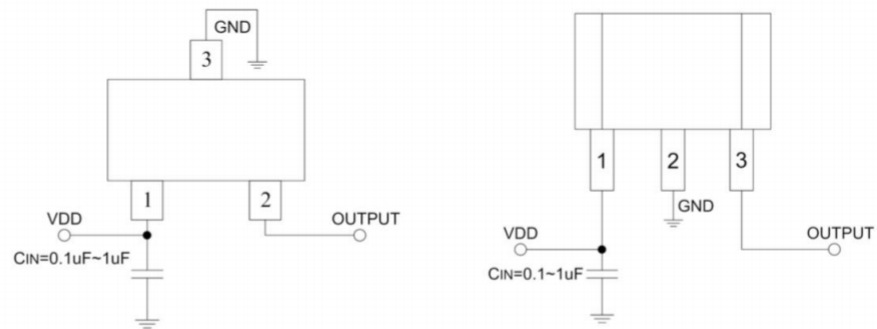 GND
3
1
2
VDD
OUTPUT
CIN=0.1uF~1uF
1
2
3
GND
VDD
OUTPUT
CIN=0.1~1uF